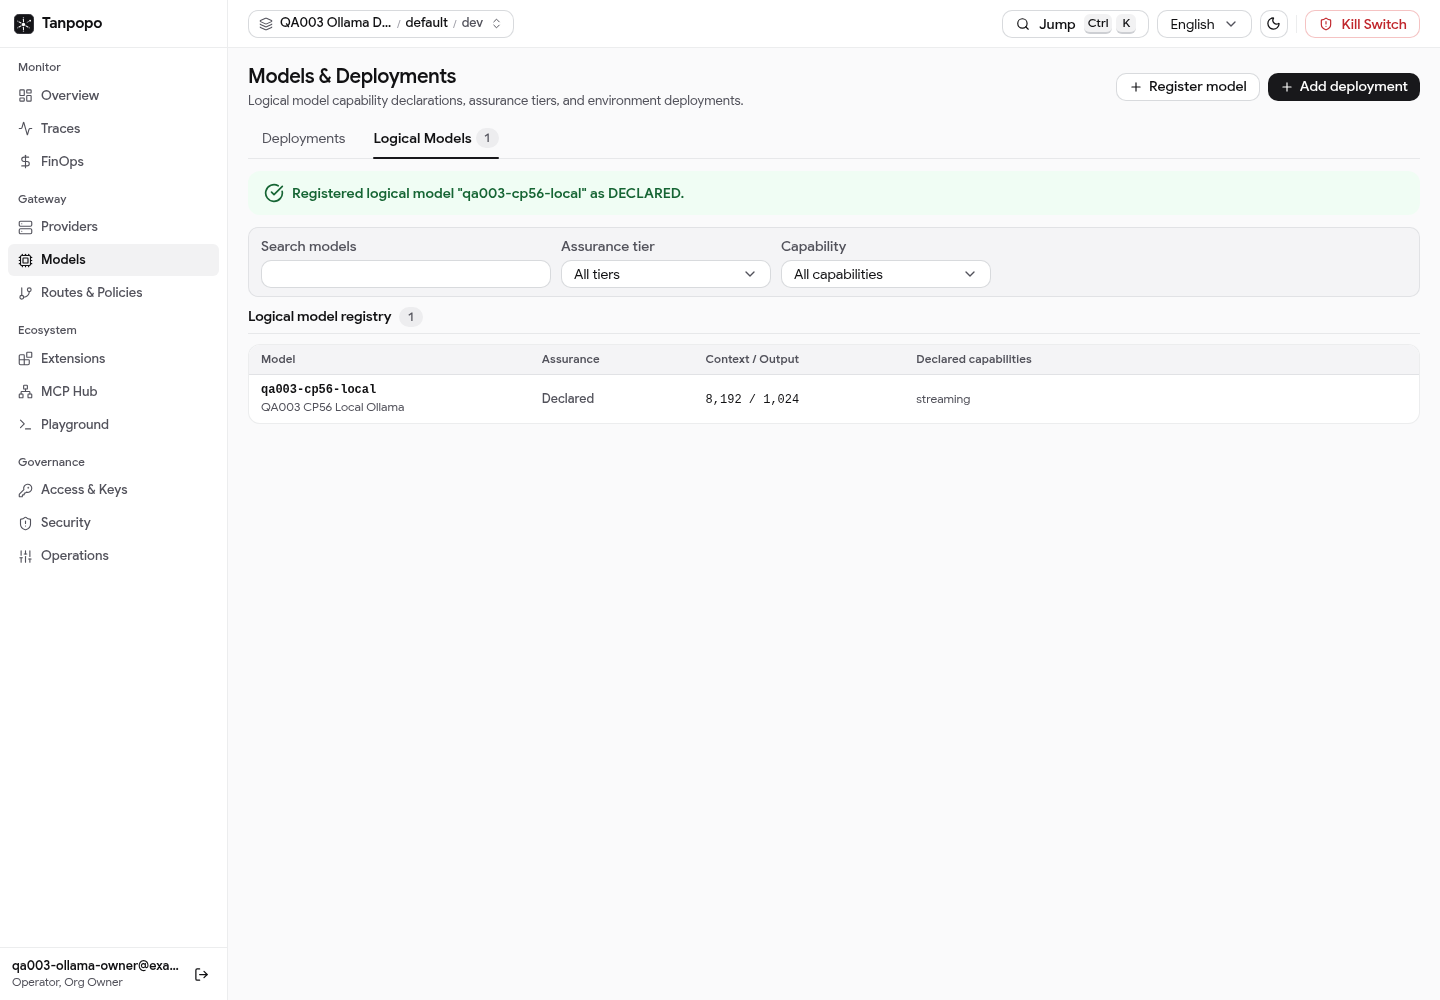 Tanpopo
QA003 Ollama D... / default / dev
Jump Ctrl K
English
Kill Switch
Monitor
Overview
Traces
FinOps
Gateway
Providers
Models
Routes & Policies
Ecosystem
Extensions
MCP Hub
Playground
Governance
Access & Keys
Security
Operations
qa003-ollama-owner@exa...
Operator, Org Owner
Models & Deployments
Logical model capability declarations, assurance tiers, and environment deployments.
Register model
Add deployment
Deployments
Logical Models 1
Registered logical model "qa003-cp56-local" as DECLARED.
Search models
Assurance tier
Capability
All tiers
All capabilities
Logical model registry 1
Model Assurance Context / Output Declared capabilities
qa003-cp56-local
QA003 CP56 Local Ollama
Declared
8,192 / 1,024
streaming